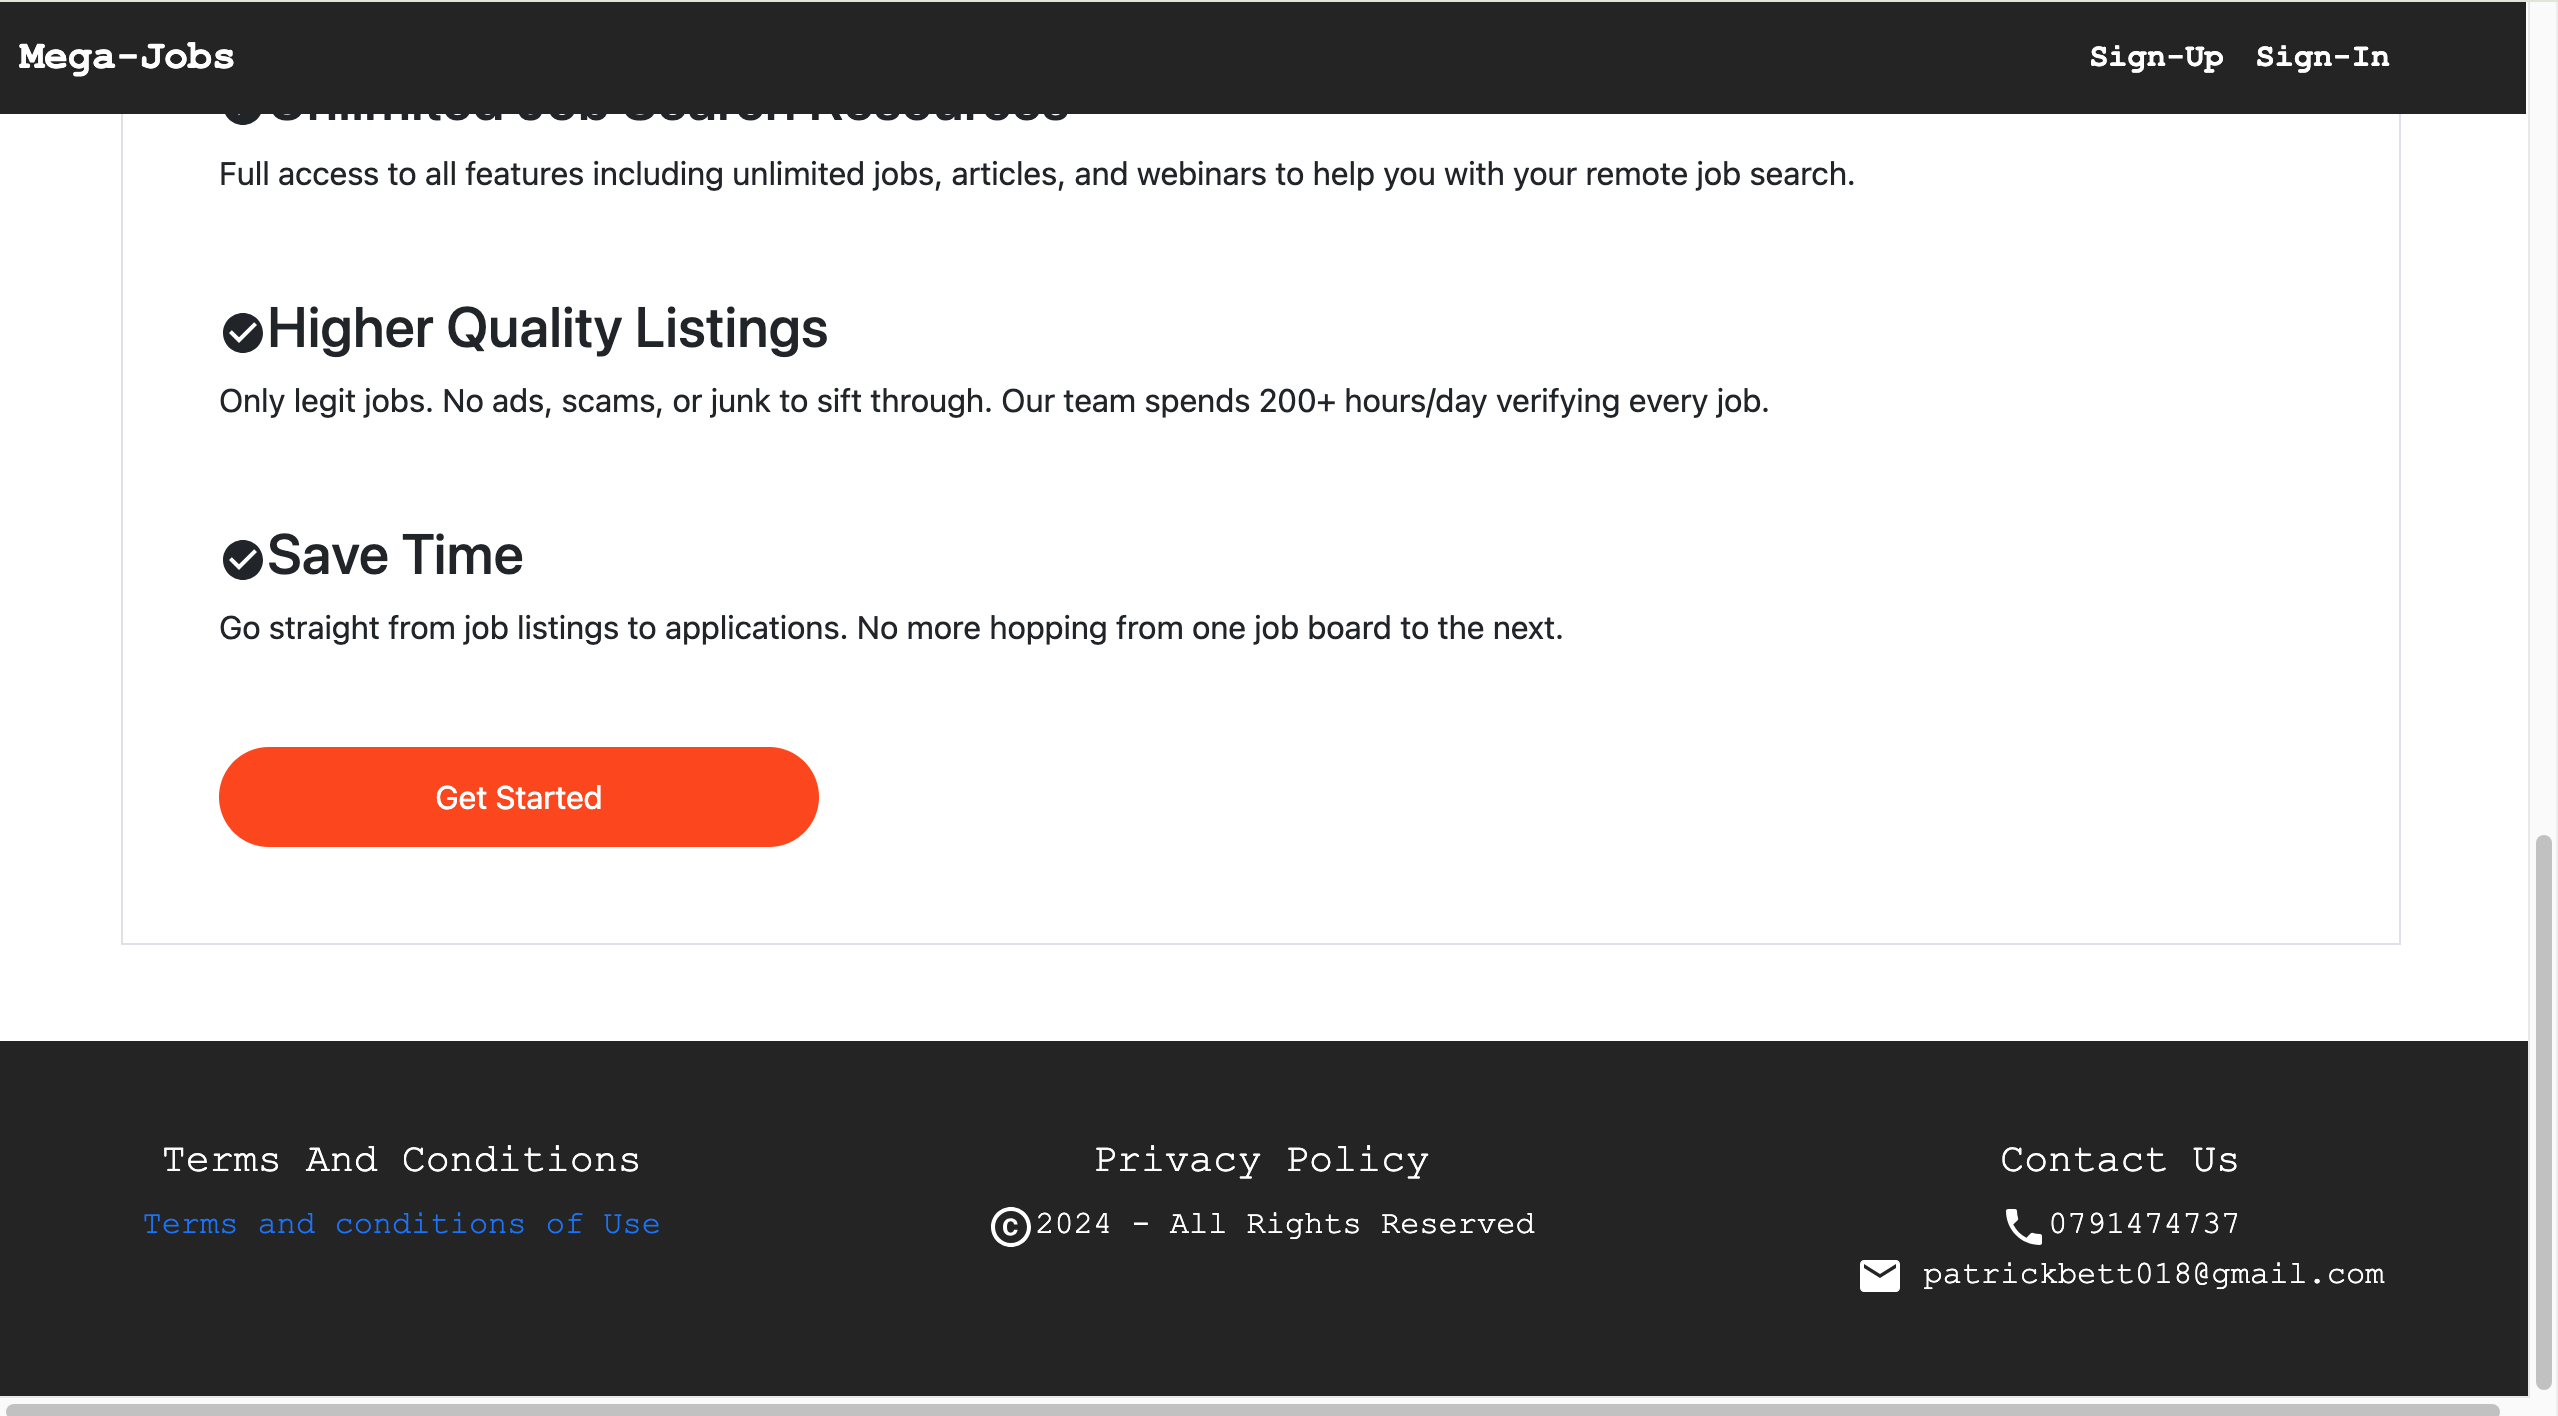 Mega-Jobs
Sign-Up Sign-In
Unlimited Job Search Resources
Full access to all features including unlimited jobs, articles, and webinars to help you with your remote job search.
Higher Quality Listings
Only legit jobs. No ads, scams, or junk to sift through. Our team spends 200+ hours/day verifying every job.
Save Time
Go straight from job listings to applications. No more hopping from one job board to the next.
Get Started
Terms And Conditions
Terms and conditions of Use
Privacy Policy
©2024 - All Rights Reserved
Contact Us
0791474737
patrickbett018@gmail.com